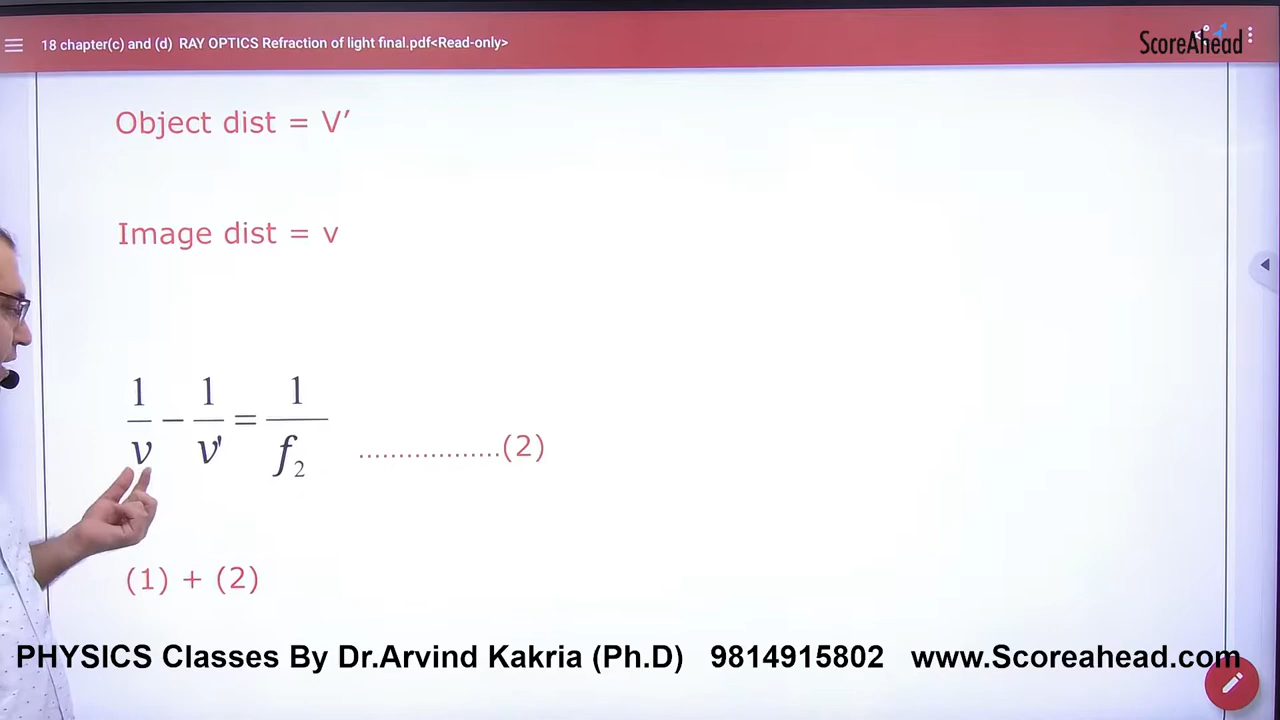 18 chapter(c) and (d) RAY OPTICS Refraction of light final.pdf<Read-only>
ScoreAhead
Object dist = V’
Image dist = v
1/v − 1/v' = 1/f₂ ..................(2)
(1) + (2)
PHYSICS Classes By Dr.Arvind Kakria (Ph.D) 9814915802 www.Scoreahead.com